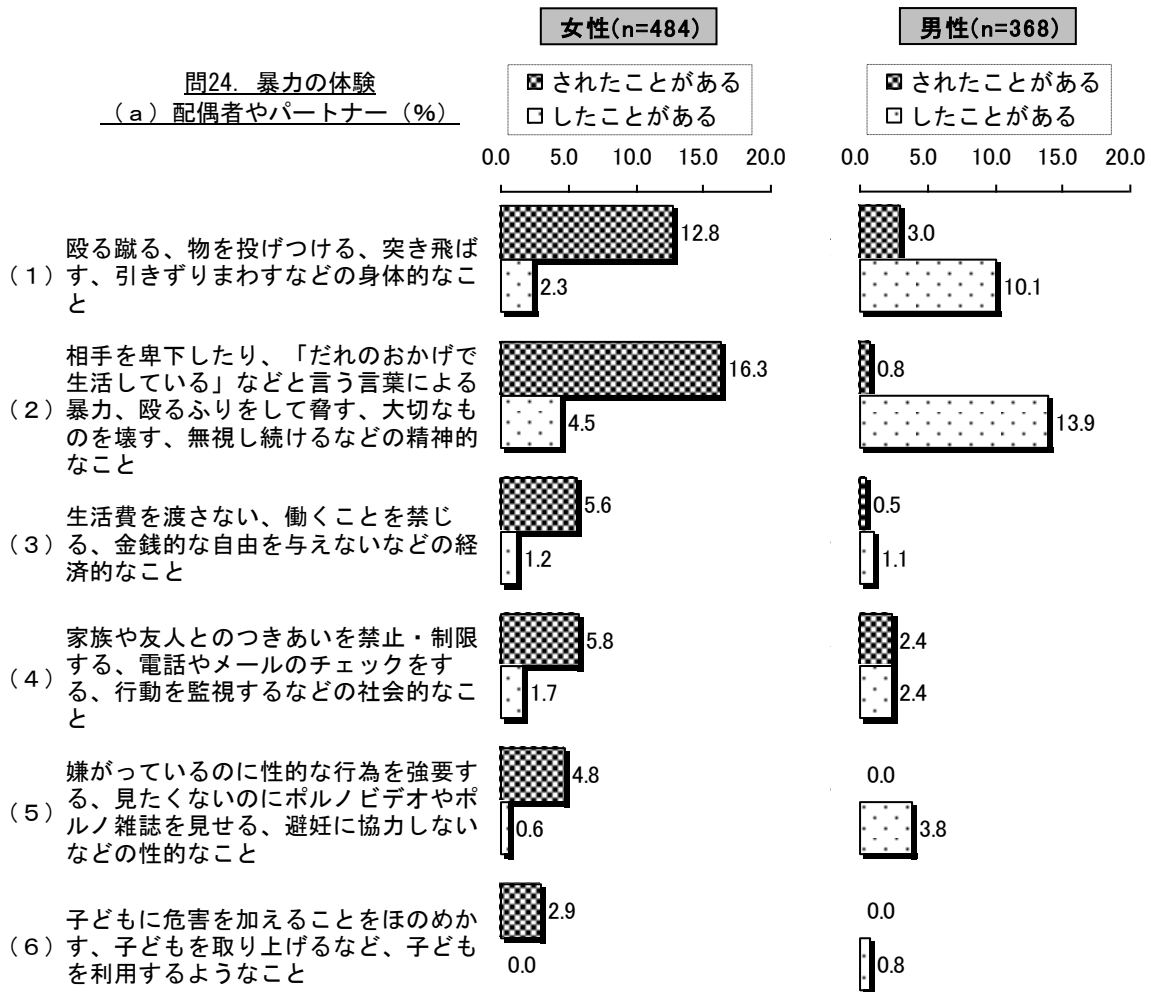 女性(n=484)
男性(n=368)
問24．暴力の体験
（ａ）配偶者やパートナー（％）
されたことがある
したことがある
されたことがある
したことがある
0.0 5.0 10.0 15.0 20.0
0.0 5.0 10.0 15.0 20.0
（１）
殴る蹴る、物を投げつける、突き飛ば
す、引きずりまわすなどの身体的なこ
と
12.8
2.3
3.0
10.1
（２）
相手を卑下したり、「だれのおかげで
生活している」などと言う言葉による
暴力、殴るふりをして脅す、大切なも
のを壊す、無視し続けるなどの精神的
なこと
16.3
4.5
0.8
13.9
（３）
生活費を渡さない、働くことを禁じ
る、金銭的な自由を与えないなどの経
済的なこと
5.6
1.2
0.5
1.1
（４）
家族や友人とのつきあいを禁止・制限
する、電話やメールのチェックをす
る、行動を監視するなどの社会的なこ
と
5.8
1.7
2.4
2.4
（５）
嫌がっているのに性的な行為を強要す
る、見たくないのにポルノビデオやポ
ルノ雑誌を見せる、避妊に協力しない
などの性的なこと
4.8
0.6
0.0
3.8
（６）
子どもに危害を加えることをほのめか
す、子どもを取り上げるなど、子ども
を利用するようなこと
2.9
0.0
0.0
0.8